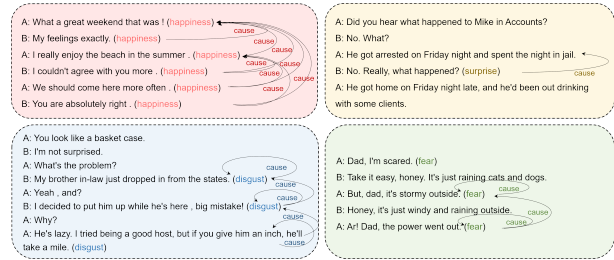 A: What a great weekend that was ! (happiness)
B: My feelings exactly. (happiness)
cause
cause
A: I really enjoy the beach in the summer . (happiness)
cause
B: I couldn't agree with you more . (happiness)
cause
cause
cause
A: We should come here more often . (happiness)
cause
B: You are absolutely right . (happiness)
A: Did you hear what happened to Mike in Accounts?
B: No. What?
A: He got arrested on Friday night and spent the night in jail.
B: No. Really, what happened? (surprise)
cause
A: He got home on Friday night late, and he'd been out drinking
with some clients.
A: You look like a basket case.
B: I'm not surprised.
A: What's the problem?
cause
B: My brother in-law just dropped in from the states. (disgust)
cause
A: Yeah , and?
B: I decided to put him up while he's here , big mistake! (disgust)
cause
A: Why?
A: He's lazy. I tried being a good host, but if you give him an inch, he'll
cause
take a mile. (disgust)
A: Dad, I'm scared. (fear)
B: Take it easy, honey. It's just raining cats and dogs.
cause
A: But, dad, it's stormy outside. (fear)
B: Honey, it's just windy and raining outside.
cause
cause
A: Ar! Dad, the power went out. (fear)